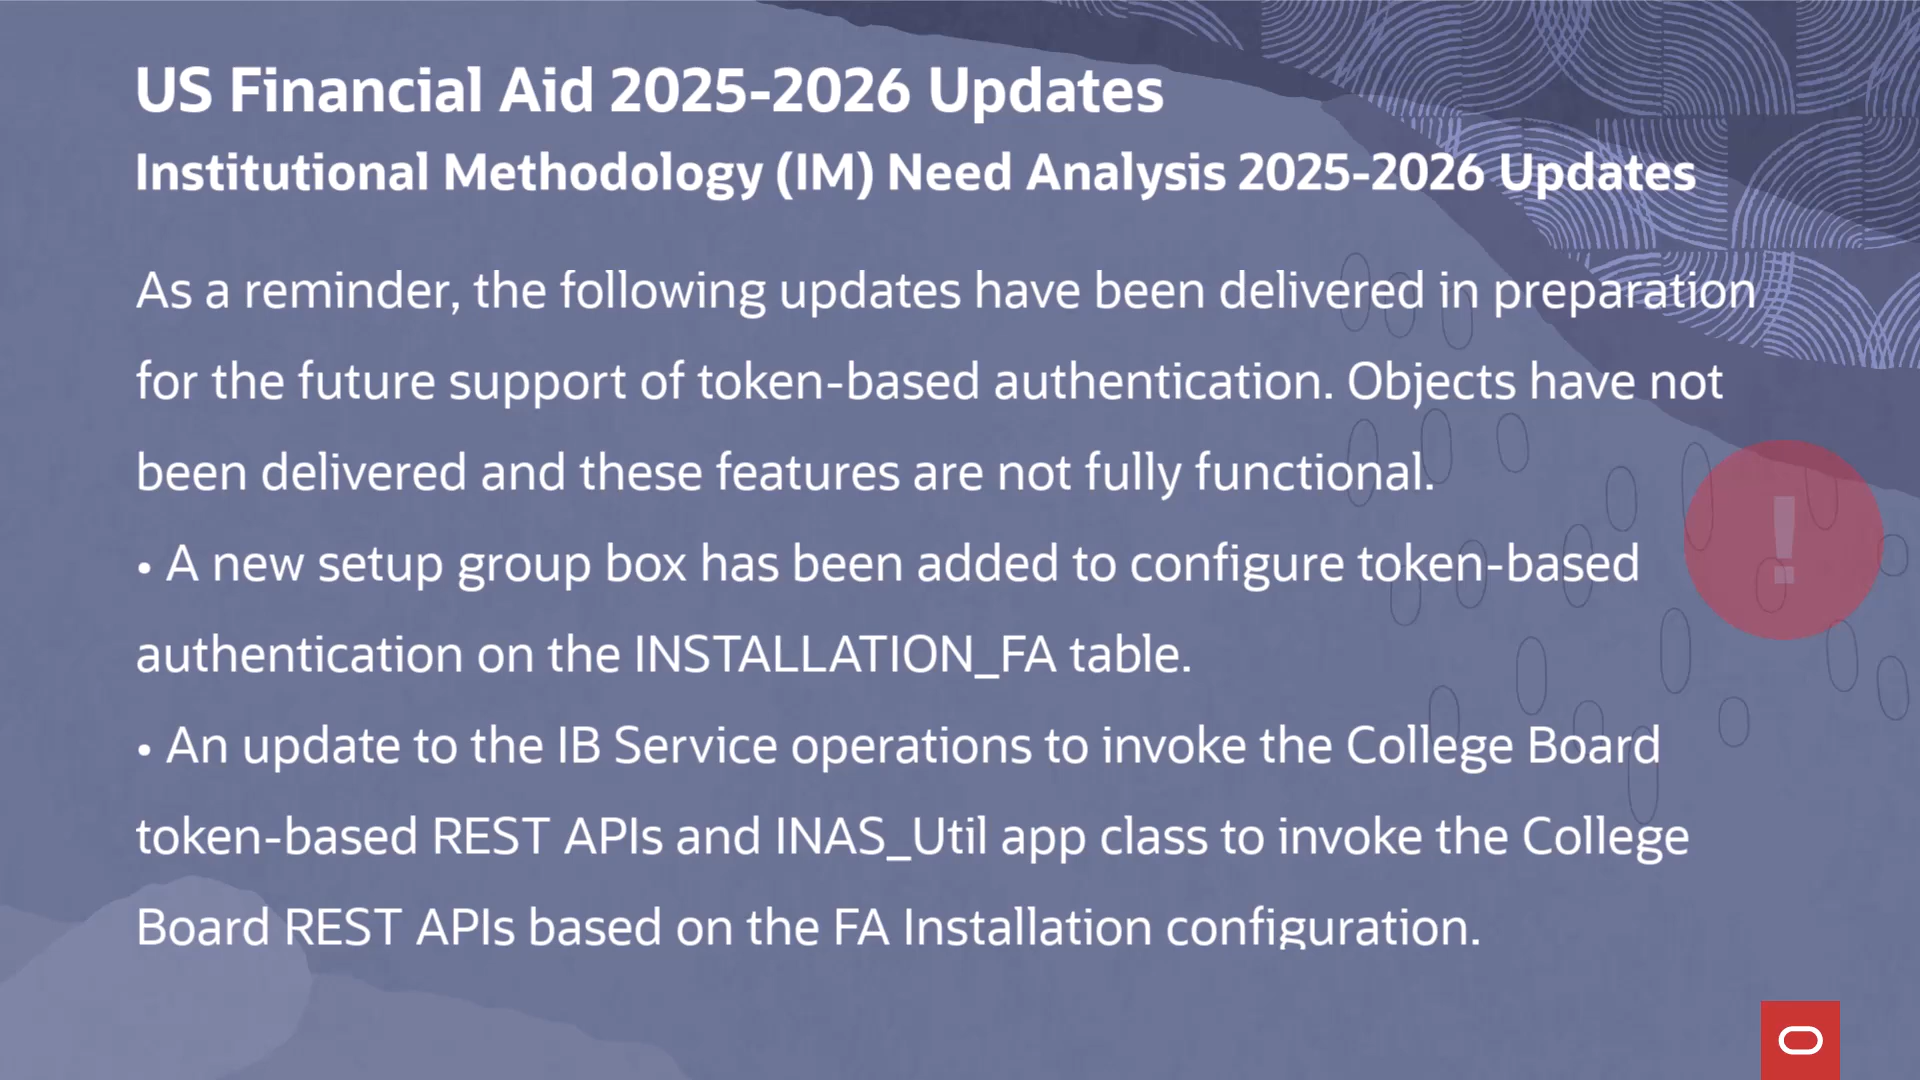 US Financial Aid 2025-2026 Updates
Institutional Methodology (IM) Need Analysis 2025-2026 Updates
As a reminder, the following updates have been delivered in preparation
for the future support of token-based authentication. Objects have not
been delivered and these features are not fully functional.
• A new setup group box has been added to configure token-based
authentication on the INSTALLATION_FA table.
• An update to the IB Service operations to invoke the College Board
token-based REST APIs and INAS_Util app class to invoke the College
Board REST APIs based on the FA Installation configuration.
!